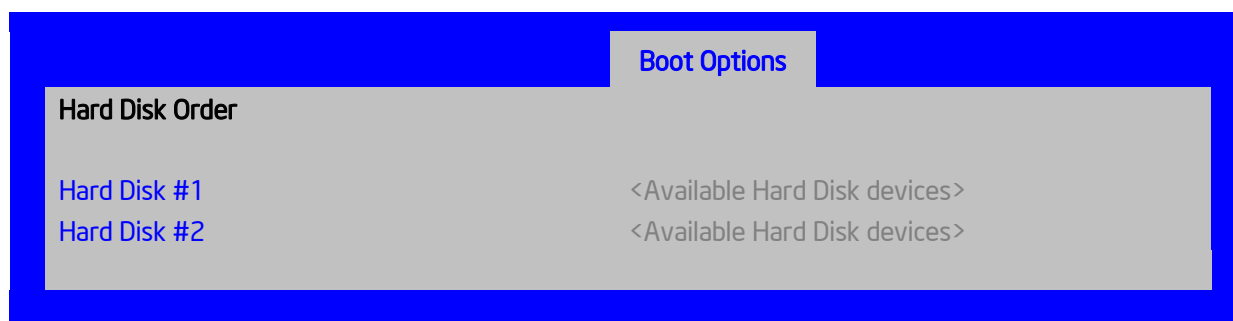 Boot Options
Hard Disk Order
Hard Disk #1 <Available Hard Disk devices>
Hard Disk #2 <Available Hard Disk devices>